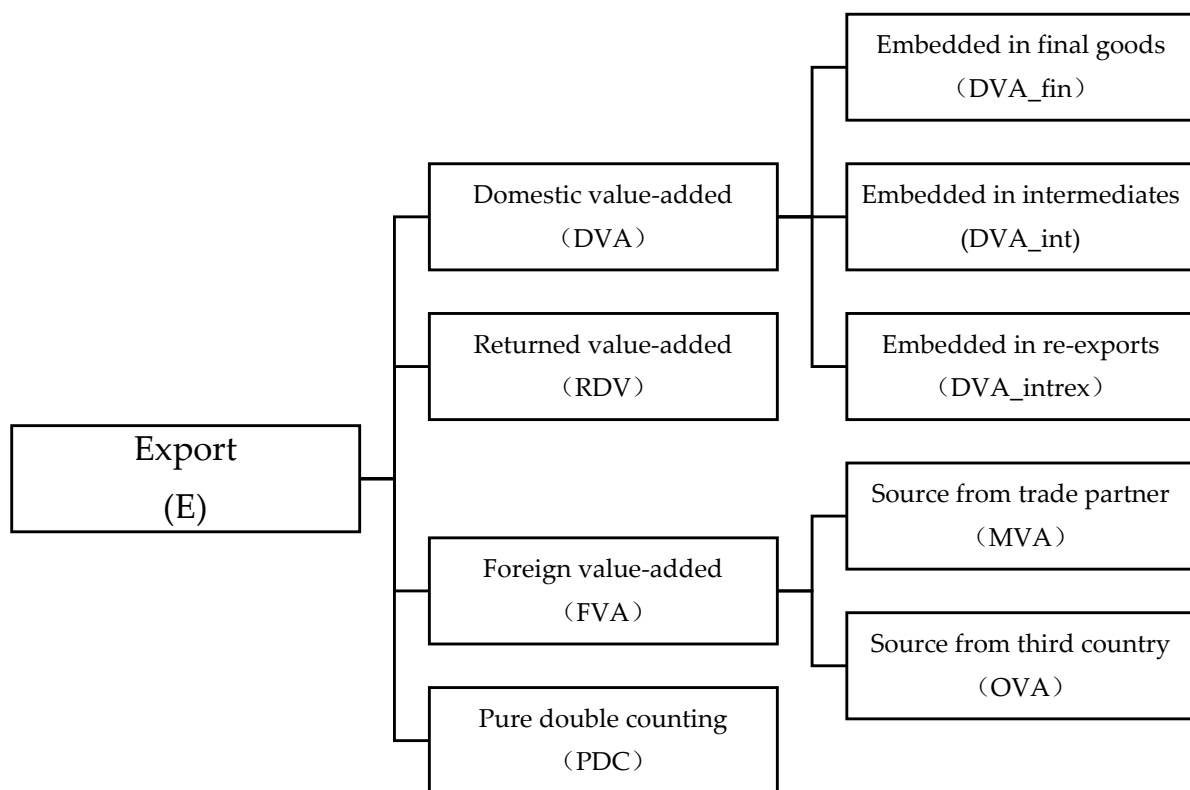 Export
(E)
Domestic value-added
（DVA）
Returned value-added
（RDV）
Foreign value-added
（FVA）
Pure double counting
（PDC）
Embedded in final goods
（DVA_fin）
Embedded in intermediates
(DVA_int)
Embedded in re-exports
（DVA_intrex）
Source from trade partner
（MVA）
Source from third country
（OVA）